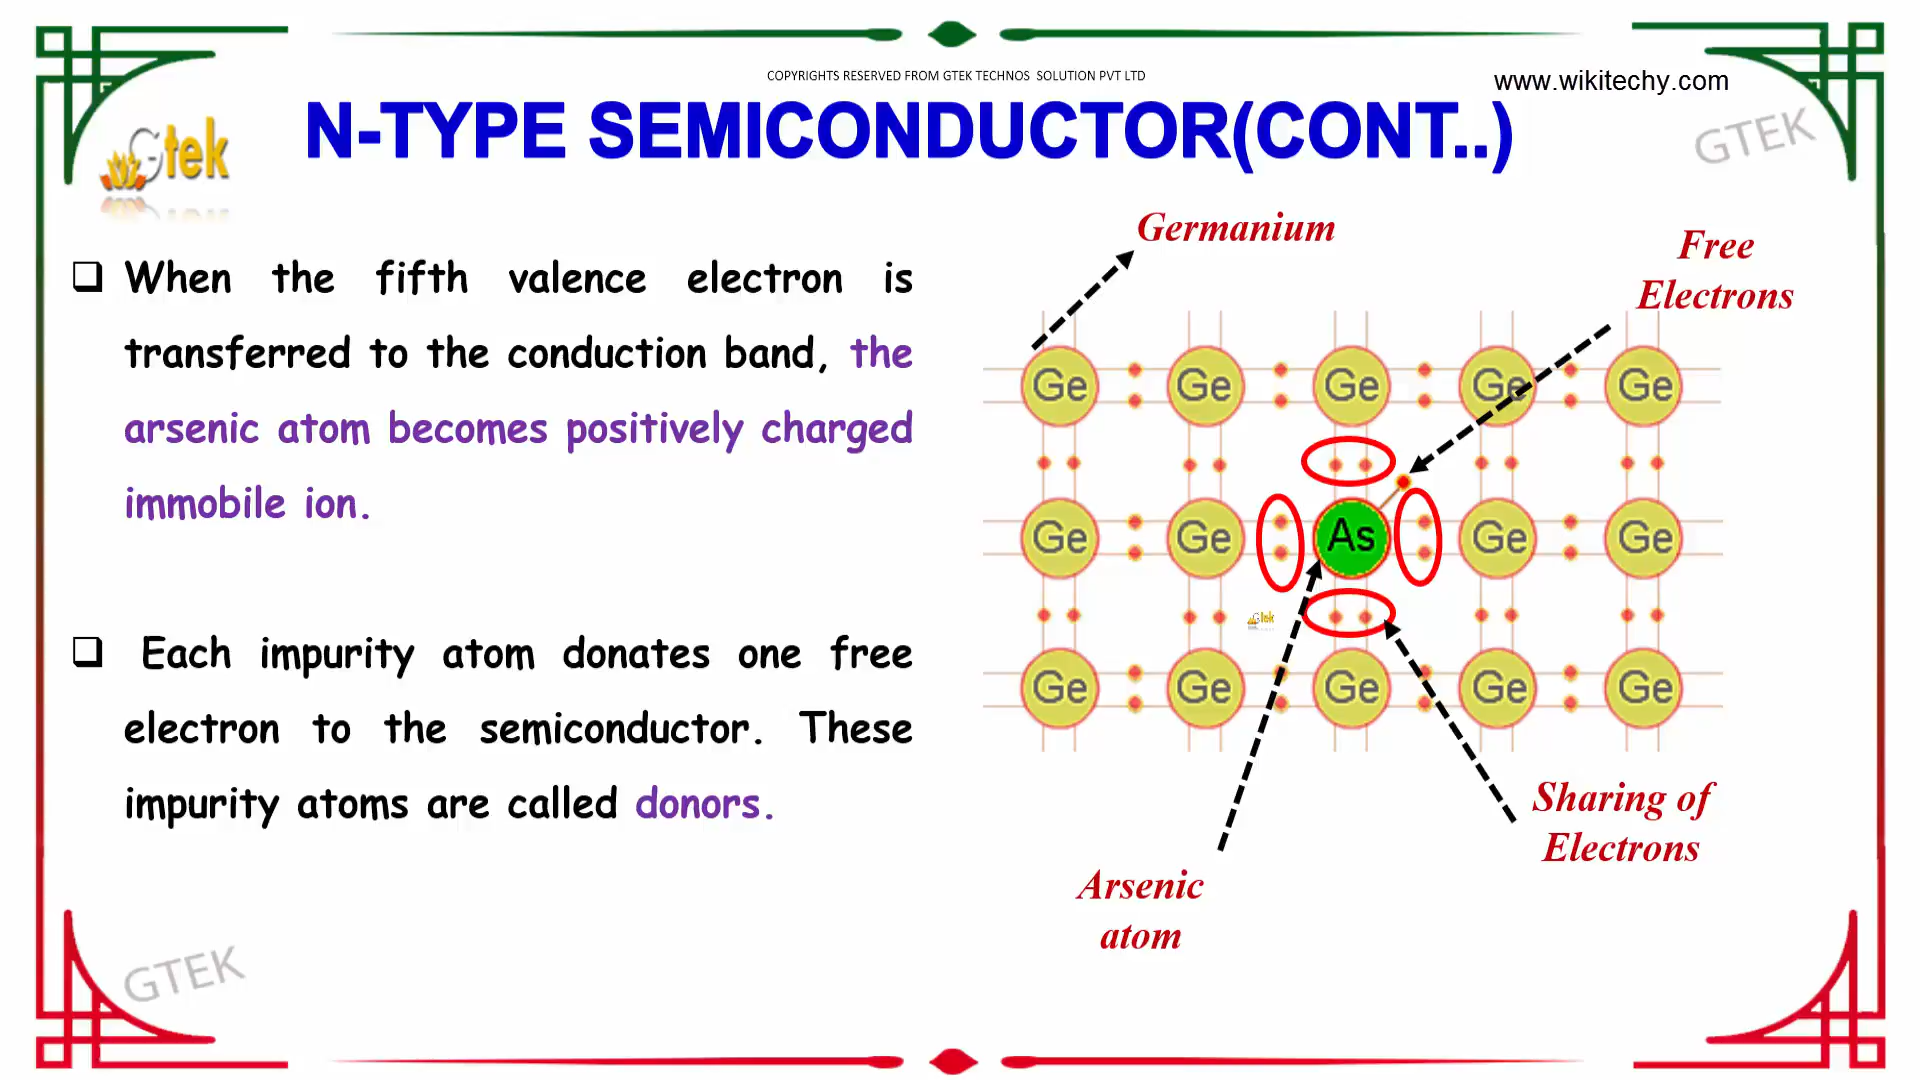 COPYRIGHTS RESERVED FROM GTEK TECHNOS SOLUTION PVT LTD
www.wikitechy.com
N-TYPE SEMICONDUCTOR(CONT..)
GTEK
Gtek
When the fifth valence electron is
transferred to the conduction band, the
arsenic atom becomes positively charged
immobile ion.
Each impurity atom donates one free
electron to the semiconductor. These
impurity atoms are called donors.
Germanium
Free
Electrons
Ge Ge Ge Ge Ge
Ge Ge As Ge Ge
Gtek
Ge Ge Ge Ge Ge
Sharing of
Electrons
Arsenic
atom
GTEK